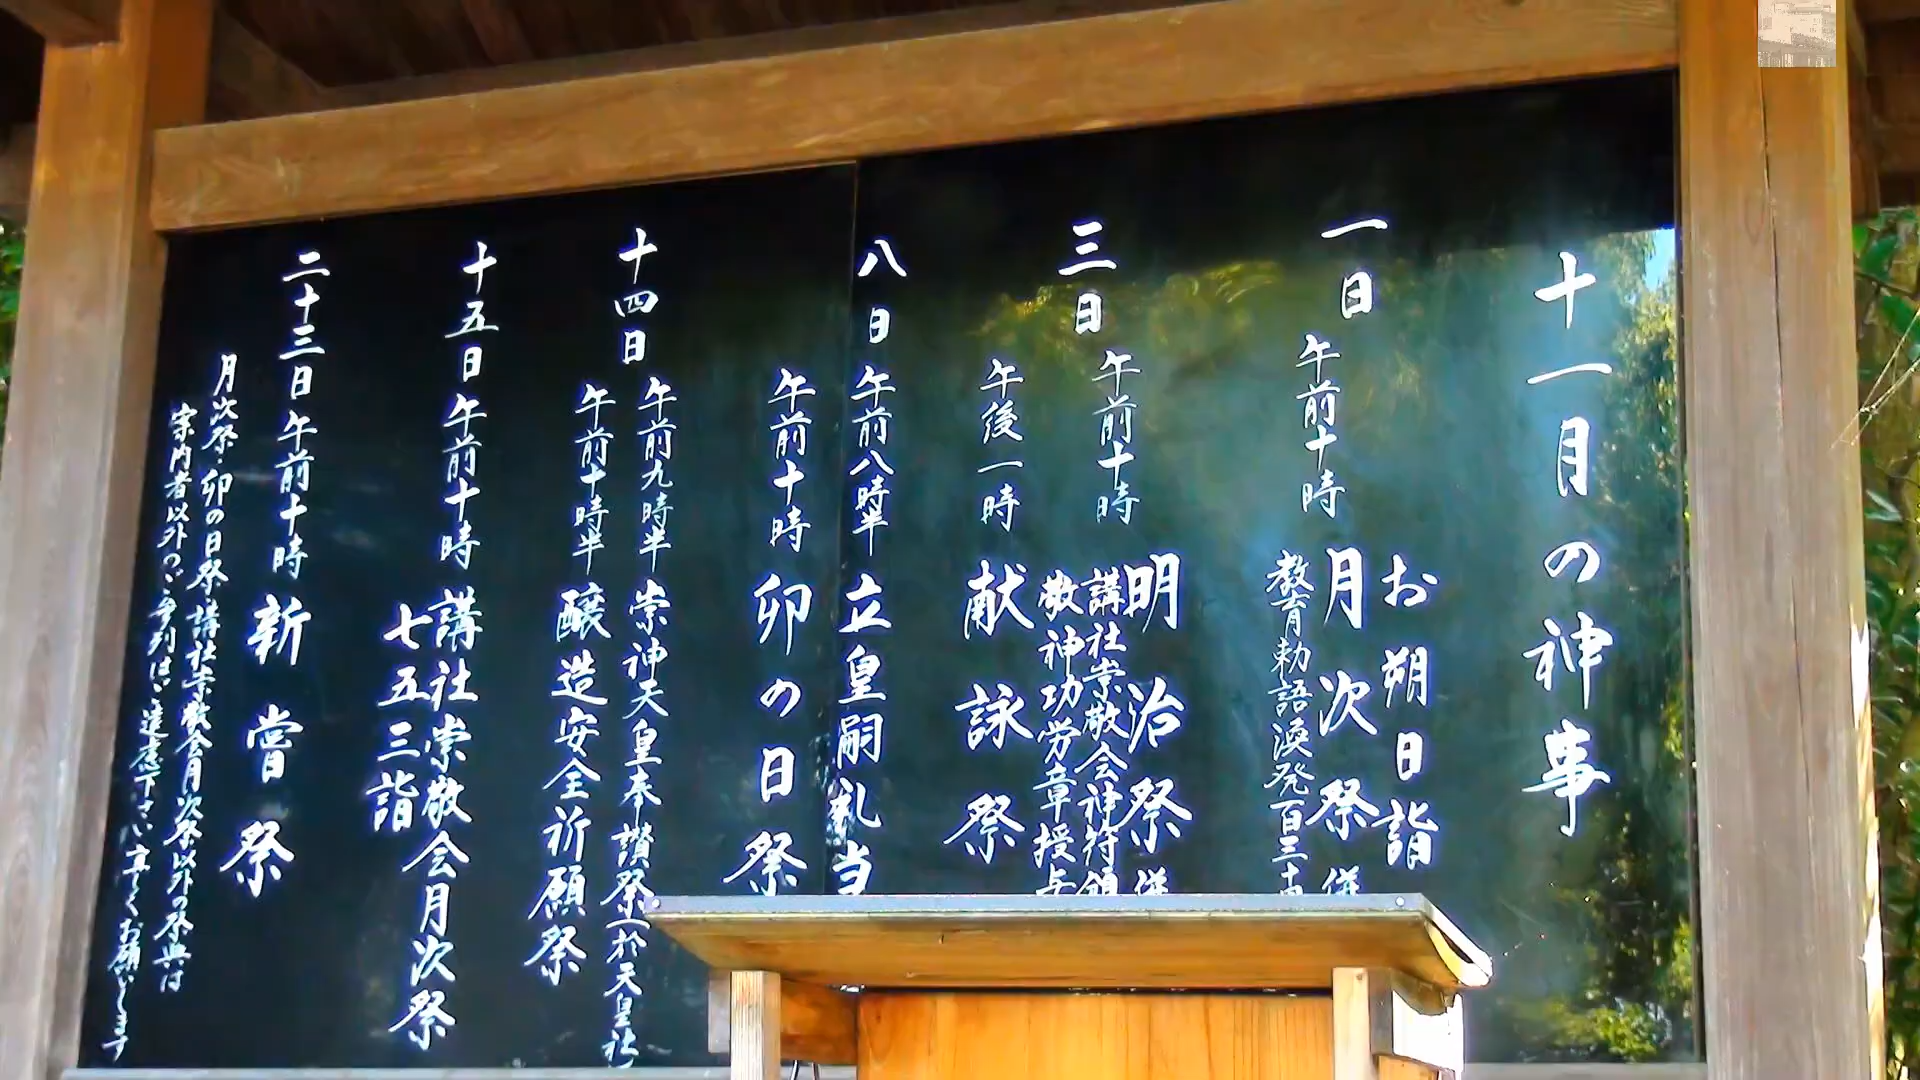 十一月の神事
一日
午前十時
お朔日詣
月次祭 併
教育勅語渙発百三十
三日
午前十時
明治祭 併
講社崇敬会神符頒
敬神功労章授与
午後一時
献詠祭
八日
午前八時半
立皇嗣礼当
午前十時
卯の日祭
十四日
午前九時半
崇神天皇奉讃祭(於天皇社
午前十時半
醸造安全祈願祭
十五日
午前十時
講社崇敬会月次祭
七五三詣
二十三日
午前十時
新嘗祭
月次祭 卯の日祭 講社崇敬会月次祭以外の祭典は
宗内者以外のご参列はご遠慮下さい 宜しくお願いします